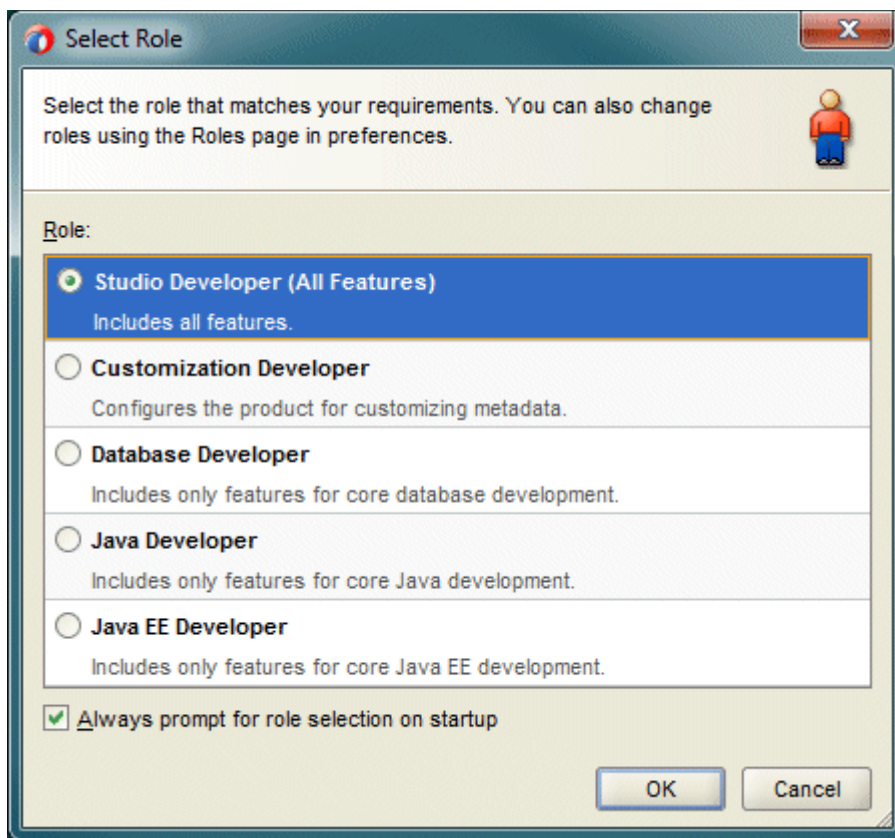 Select Role
Select the role that matches your requirements. You can also change
roles using the Roles page in preferences.
Role:
Studio Developer (All Features)
Includes all features.
Customization Developer
Configures the product for customizing metadata.
Database Developer
Includes only features for core database development.
Java Developer
Includes only features for core Java development.
Java EE Developer
Includes only features for core Java EE development.
Always prompt for role selection on startup
OK
Cancel